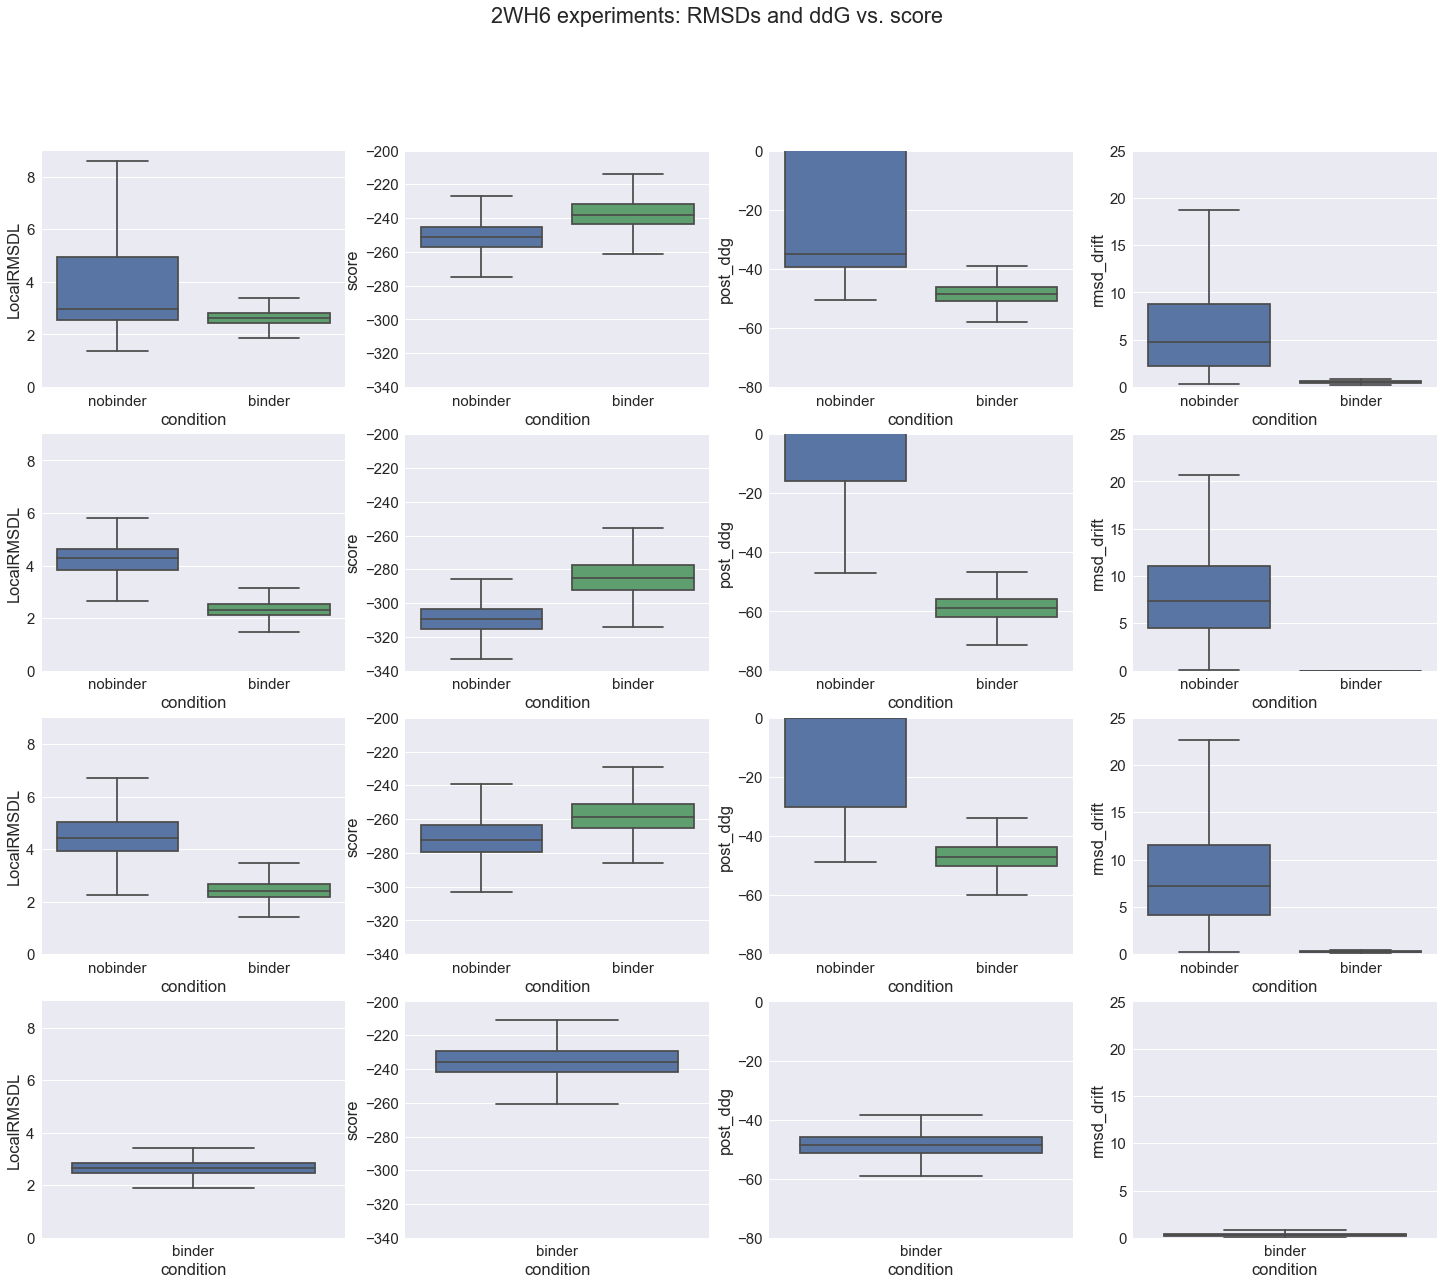 2WH6 experiments: RMSDs and ddG vs. score
LocalRMSDL
8
6
4
2
0
nobinder binder
condition
score
−200
−220
−240
−260
−280
−300
−320
−340
nobinder binder
condition
post_ddg
0
−20
−40
−60
−80
nobinder binder
condition
rmsd_drift
25
20
15
10
5
0
nobinder binder
condition
LocalRMSDL
8
6
4
2
0
nobinder binder
condition
score
−200
−220
−240
−260
−280
−300
−320
−340
nobinder binder
condition
post_ddg
0
−20
−40
−60
−80
nobinder binder
condition
rmsd_drift
25
20
15
10
5
0
nobinder binder
condition
LocalRMSDL
8
6
4
2
0
nobinder binder
condition
score
−200
−220
−240
−260
−280
−300
−320
−340
nobinder binder
condition
post_ddg
0
−20
−40
−60
−80
nobinder binder
condition
rmsd_drift
25
20
15
10
5
0
nobinder binder
condition
LocalRMSDL
8
6
4
2
0
binder
condition
score
−200
−220
−240
−260
−280
−300
−320
−340
binder
condition
post_ddg
0
−20
−40
−60
−80
binder
condition
rmsd_drift
25
20
15
10
5
0
binder
condition